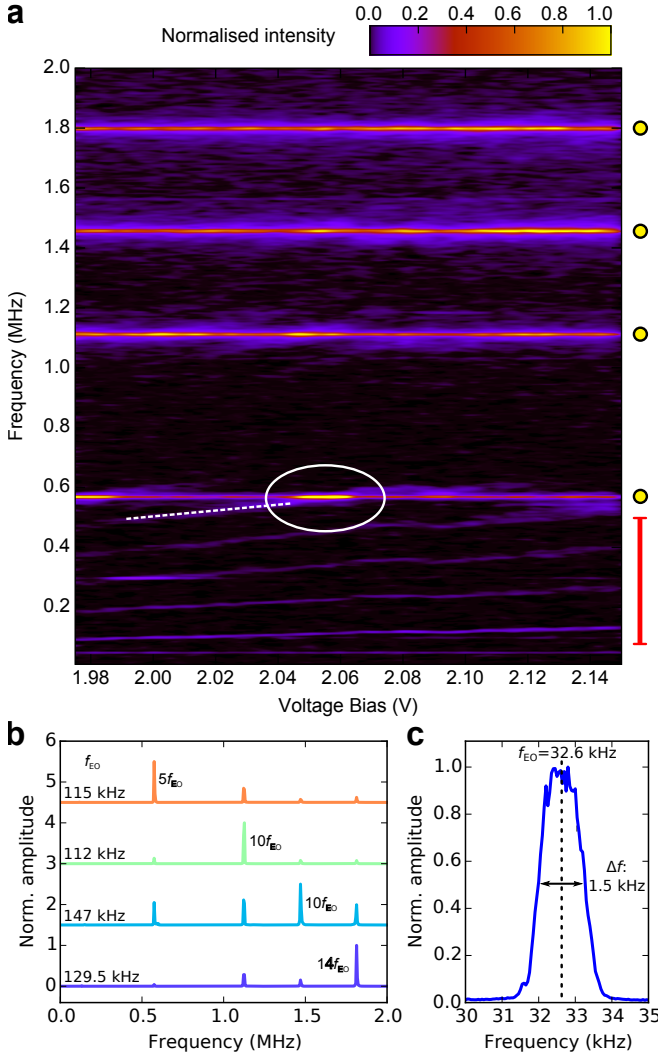 a
Normalised intensity
0.0 0.2 0.4 0.6 0.8 1.0
2.0
1.8
1.6
1.4
1.2
1.0
0.8
0.6
0.4
0.2
Frequency (MHz)
1.98 2.00 2.02 2.04 2.06 2.08 2.10 2.12 2.14
Voltage Bias (V)
b
6
5
4
3
2
1
0
Norm. amplitude
fEO
115 kHz
5fEO
112 kHz
10fEO
147 kHz
10fEO
129.5 kHz
14fEO
0.0 0.5 1.0 1.5 2.0
Frequency (MHz)
c
fEO=32.6 kHz
1.0
0.8
0.6
0.4
0.2
0.0
Norm. amplitude
Δf:
1.5 kHz
30 31 32 33 34 35
Frequency (kHz)